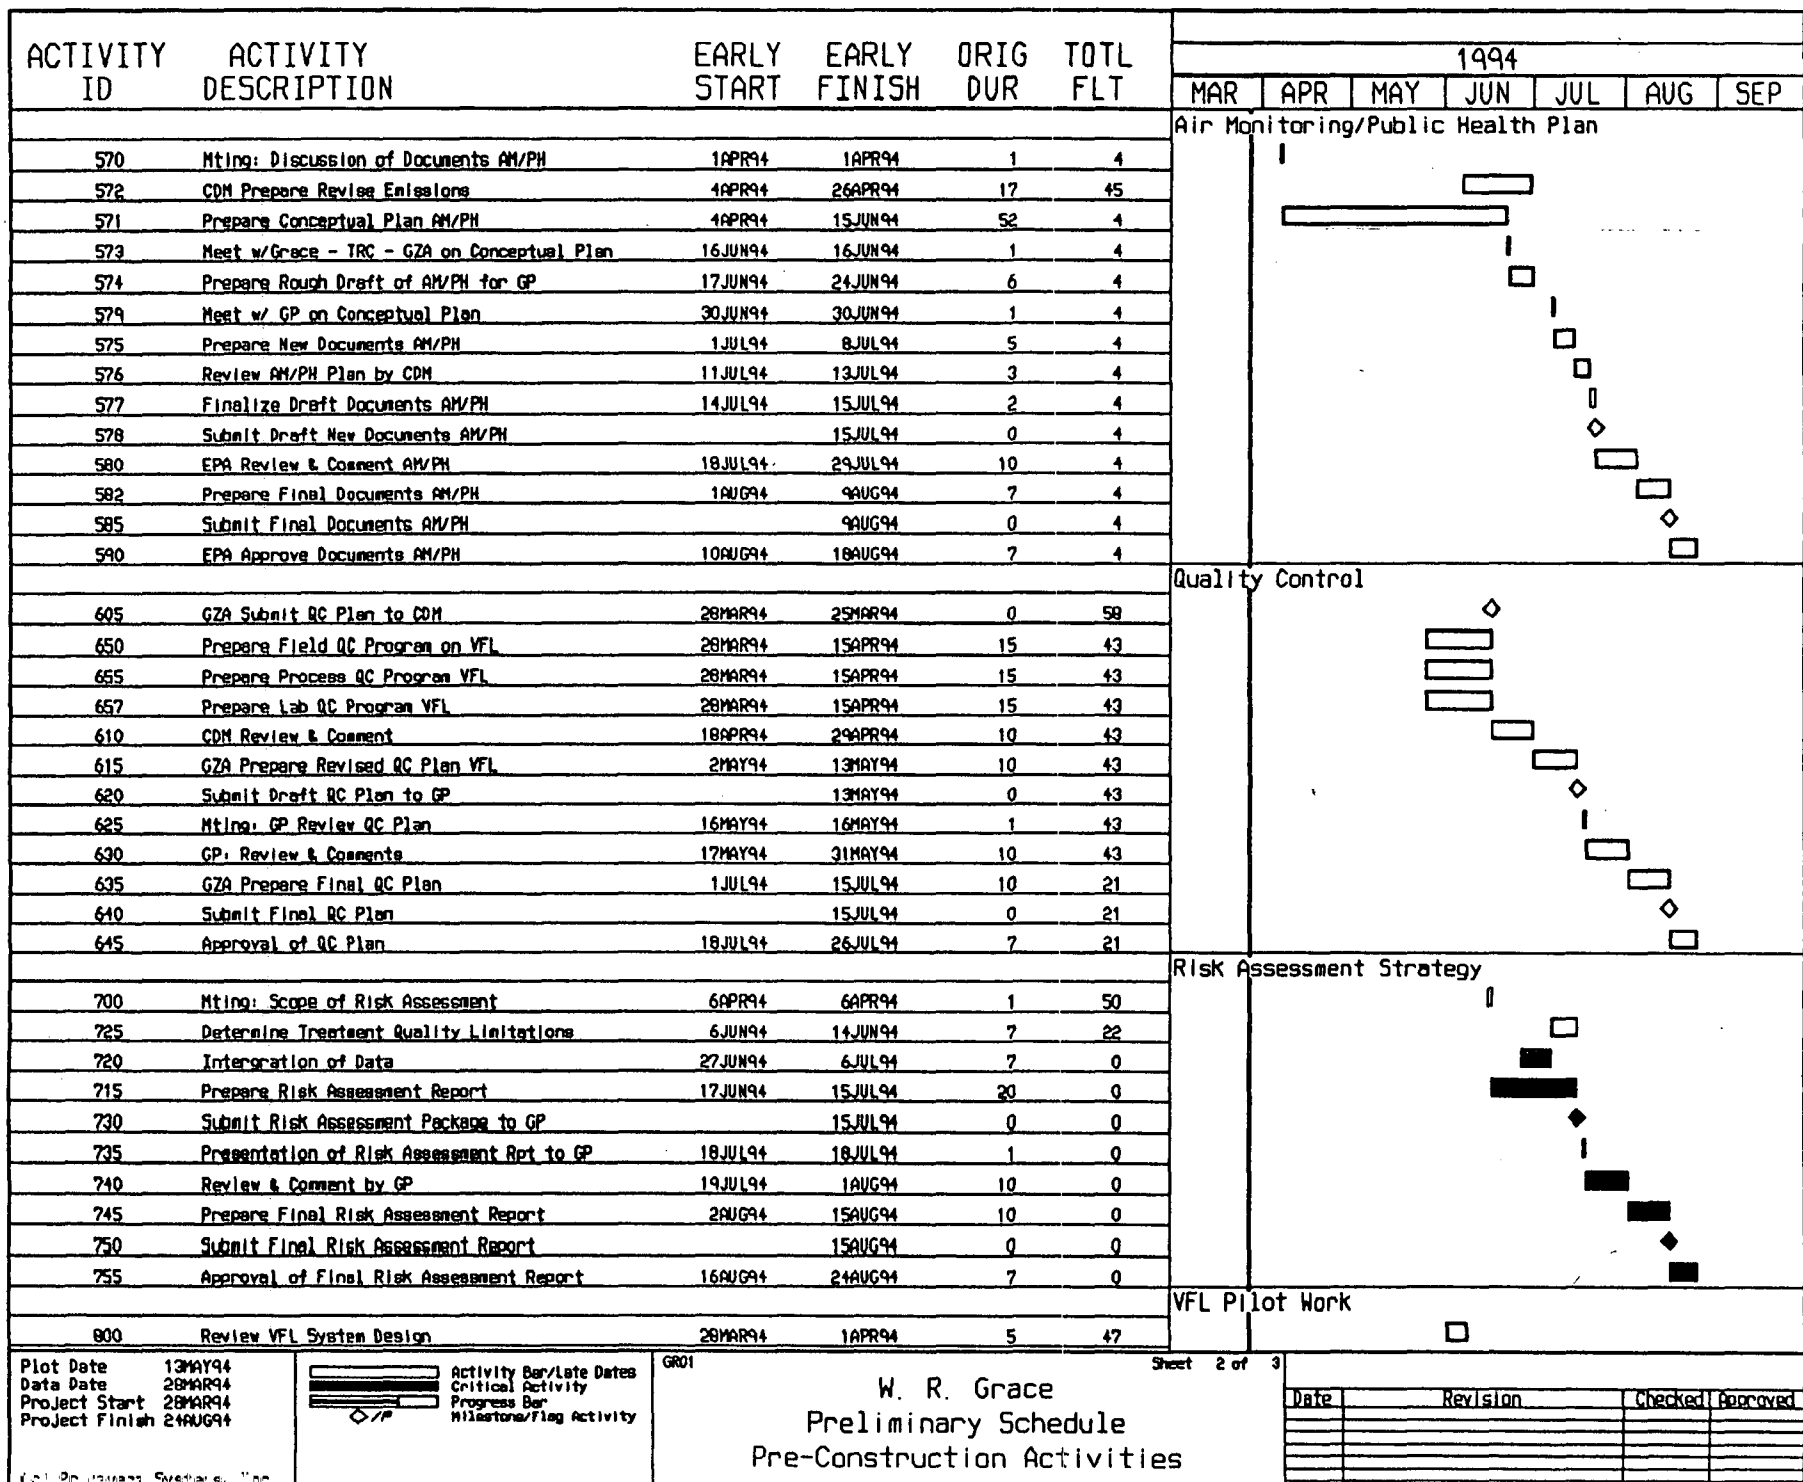 ACTIVITY ID ACTIVITY DESCRIPTION EARLY START EARLY FINISH ORIG DUR TOTL FLT
1994
MAR APR MAY JUN JUL AUG SEP
Air Monitoring/Public Health Plan
570 Mting: Discussion of Documents AM/PH 1APR94 1APR94 1 4
572 CDM Prepare Revise Emissions 4APR94 26APR94 17 45
571 Prepare Conceptual Plan AM/PH 4APR94 15JUN94 52 4
573 Meet w/Grace - TRC - GZA on Conceptual Plan 16JUN94 16JUN94 1 4
574 Prepare Rough Draft of AM/PH for GP 17JUN94 24JUN94 6 4
579 Meet w/ GP on Conceptual Plan 30JUN94 30JUN94 1 4
575 Prepare New Documents AM/PH 1JUL94 8JUL94 5 4
576 Review AM/PH Plan by CDM 11JUL94 13JUL94 3 4
577 Finalize Draft Documents AM/PH 14JUL94 15JUL94 2 4
578 Submit Draft New Documents AM/PH 15JUL94 0 4
580 EPA Review & Comment AM/PH 18JUL94 29JUL94 10 4
582 Prepare Final Documents AM/PH 1AUG94 9AUG94 7 4
585 Submit Final Documents AM/PH 9AUG94 0 4
590 EPA Approve Documents AM/PH 10AUG94 18AUG94 7 4
Quality Control
605 GZA Submit QC Plan to CDM 28MAR94 25MAR94 0 58
650 Prepare Field QC Program on VFL 28MAR94 15APR94 15 43
655 Prepare Process QC Program VFL 28MAR94 15APR94 15 43
657 Prepare Lab QC Program VFL 28MAR94 15APR94 15 43
610 CDM Review & Comment 18APR94 29APR94 10 43
615 GZA Prepare Revised QC Plan VFL 2MAY94 13MAY94 10 43
620 Submit Draft QC Plan to GP 13MAY94 0 43
625 Mting: GP Review QC Plan 16MAY94 16MAY94 1 43
630 GP: Review & Comments 17MAY94 31MAY94 10 43
635 GZA Prepare Final QC Plan 1JUL94 15JUL94 10 21
640 Submit Final QC Plan 15JUL94 0 21
645 Approval of QC Plan 18JUL94 26JUL94 7 21
Risk Assessment Strategy
700 Mting: Scope of Risk Assessment 6APR94 6APR94 1 50
725 Determine Treatment Quality Limitations 6JUN94 14JUN94 7 22
720 Intergration of Data 27JUN94 6JUL94 7 0
715 Prepare Risk Assessment Report 17JUN94 15JUL94 20 0
730 Submit Risk Assessment Package to GP 15JUL94 0 0
735 Presentation of Risk Assessment Rpt to GP 18JUL94 18JUL94 1 0
740 Review & Comment by GP 19JUL94 1AUG94 10 0
745 Prepare Final Risk Assessment Report 2AUG94 15AUG94 10 0
750 Submit Final Risk Assessment Report 15AUG94 0 0
755 Approval of Final Risk Assessment Report 16AUG94 24AUG94 7 0
VFL Pilot Work
800 Review VFL System Design 28MAR94 1APR94 5 47
Plot Date 13MAY94
Data Date 28MAR94
Project Start 28MAR94
Project Finish 24AUG94
Activity Bar/Late Dates
Critical Activity
Progress Bar
Milestone/Flag Activity
GR01
Sheet 2 of 3
W. R. Grace
Preliminary Schedule
Pre-Construction Activities
Date Revision Checked Approved